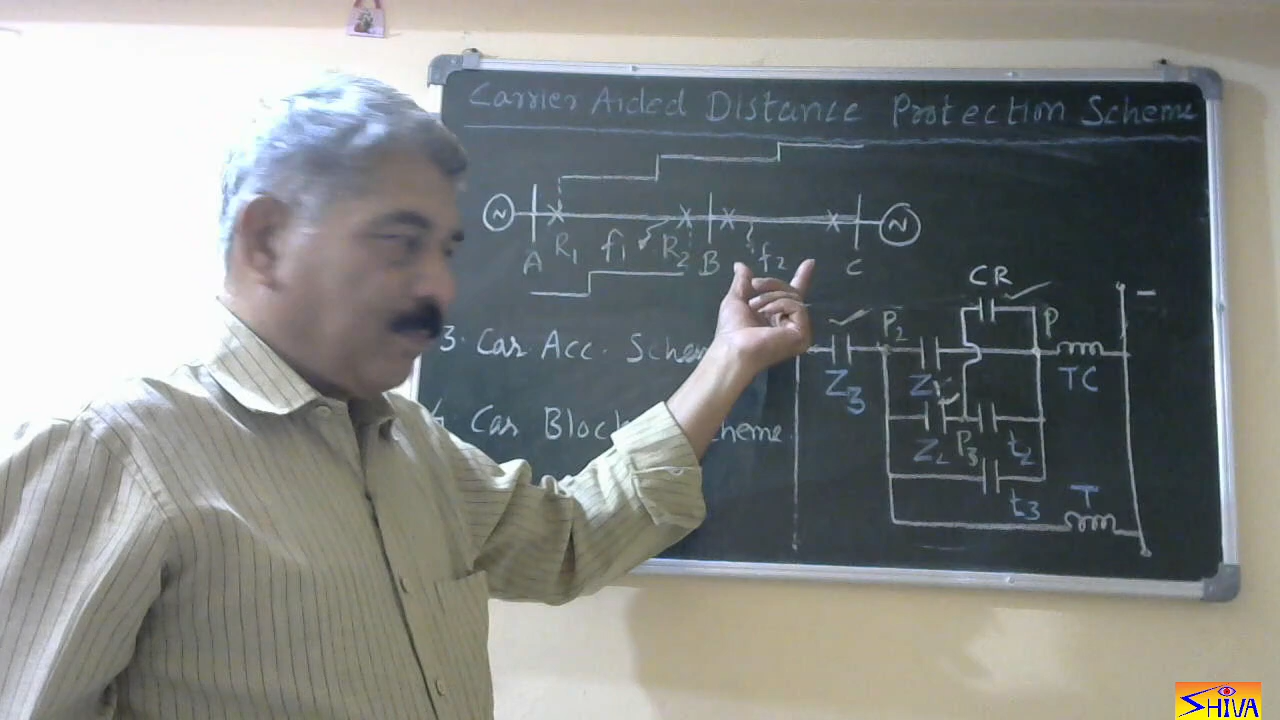 Carrier Aided Distance Protection Scheme
N
N
R1 f1 R2 f2
A B C
CR
P2 P
3. Car Acc. Schem
Z3 Z1 TC
Car Block Scheme.
Z2 P3 t2
t3 T
SHIVA